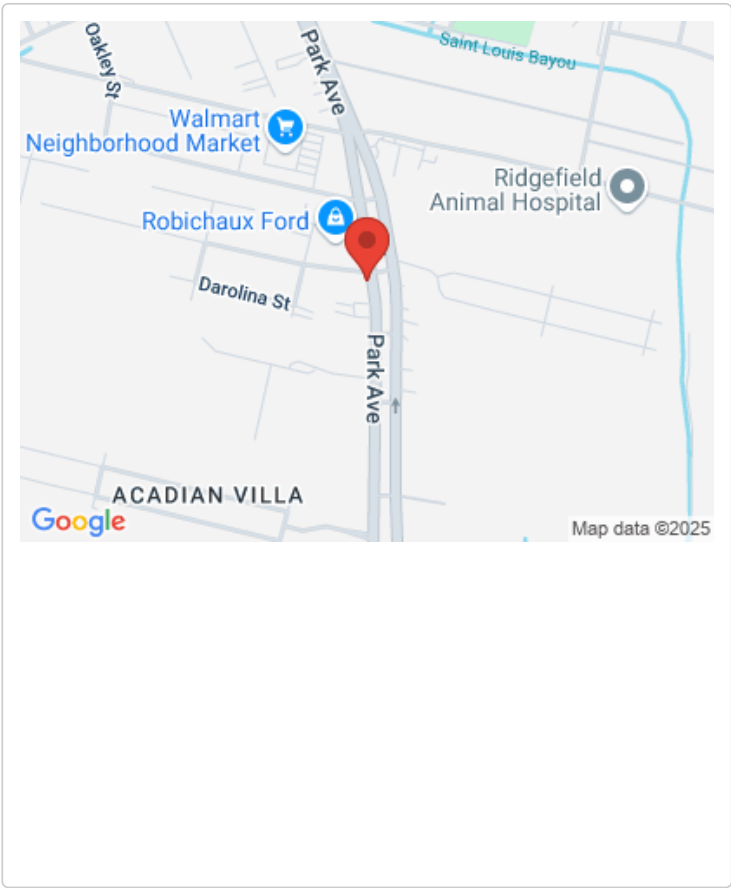 Oakley St
Park Ave
Saint Louis Bayou
Walmart
Neighborhood Market
Ridgefield
Animal Hospital
Robichaux Ford
Darolina St
Park Ave
ACADIAN VILLA
Google
Map data ©2025